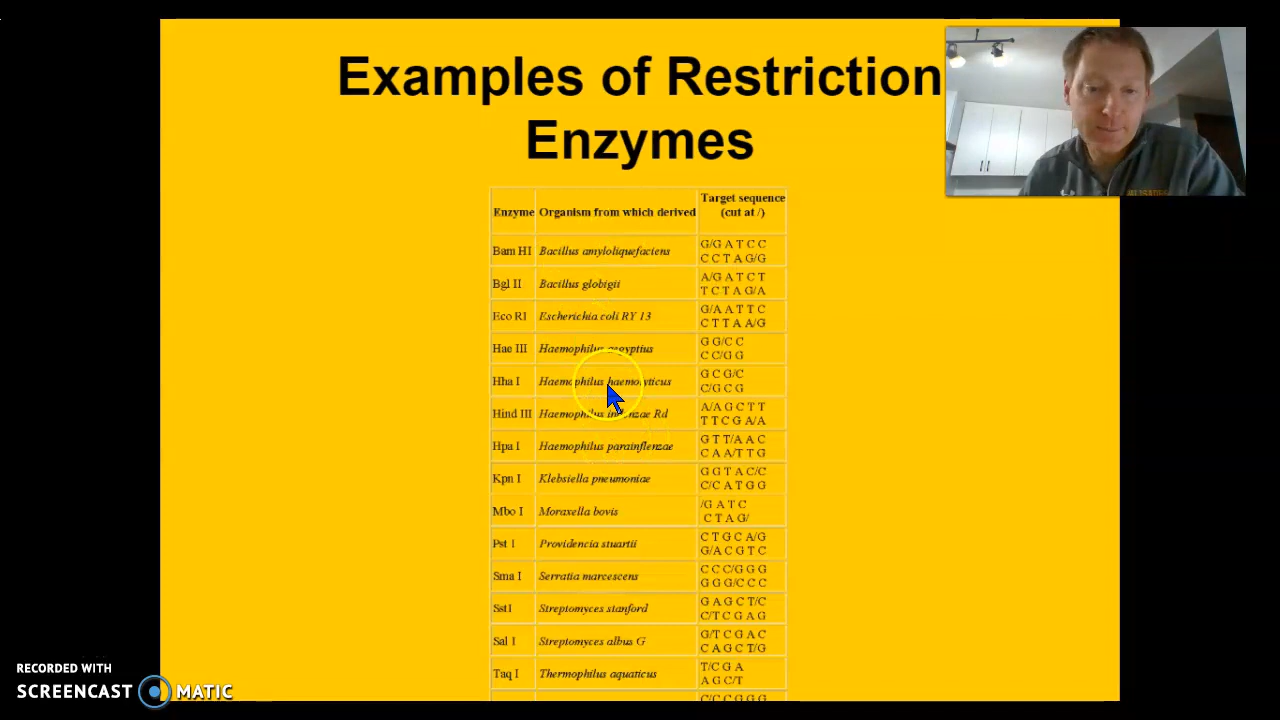 Examples of Restriction
Enzymes
Enzyme Organism from which derived Target sequence
(cut at /)
Bam HI Bacillus amyloliquefaciens G/G A T C C
C C T A G/G
Bgl II Bacillus globigii A/G A T C T
T C T A G/A
Eco RI Escherichia coli RY 13 G/A A T T C
C T T A A/G
Hae III Haemophilus aegyptius G G/C C
C C/G G
Hha I Haemophilus haemolyticus G C G/C
C/G C G
Hind III Haemophilus Rd A/A G C T T
T T C G A/A
Hpa I Haemophilus parainflenzae G T T/A A C
C A A/T T G
Kpn I Klebsiella pneumoniae G G T A C/C
C/C A T G G
Mbo I Moraxella bovis /G A T C
C T A G/
Pst I Providencia stuartii C T G C A/G
G/A C G T C
Sma I Serratia marcescens C C C/G G G
G G G/C C C
SstI Streptomyces stanford G A G C T/C
C/T C G A G
Sal I Streptomyces albus G G/T C G A C
C A G C T/G
Taq I Thermophilus aquaticus T/C G A
A G C/T
C/C C G G G
RECORDED WITH
SCREENCAST MATIC